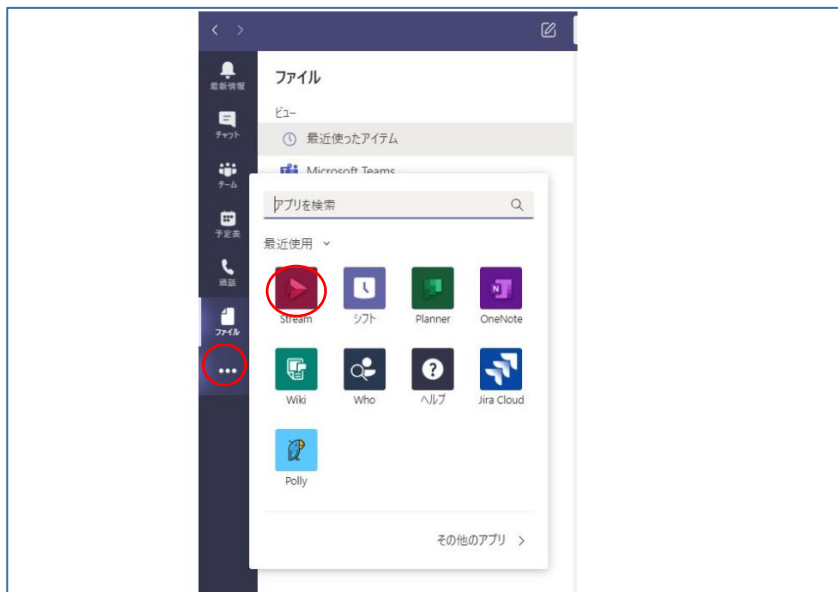 最新情報
チャット
チーム
予定表
通話
ファイル
ファイル
ビュー
最近使ったアイテム
Microsoft Teams
アプリを検索
最近使用
Stream
シフト
Planner
OneNote
Wiki
Who
ヘルプ
Jira Cloud
Polly
その他のアプリ